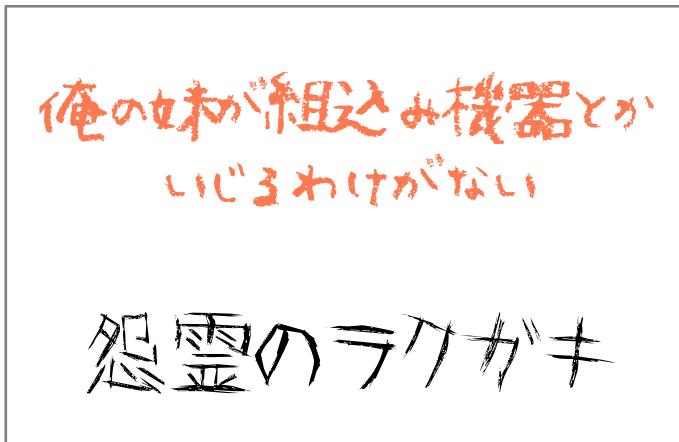 俺の妹が組込み機器とか
いじるわけがない
怨霊のラクガキ